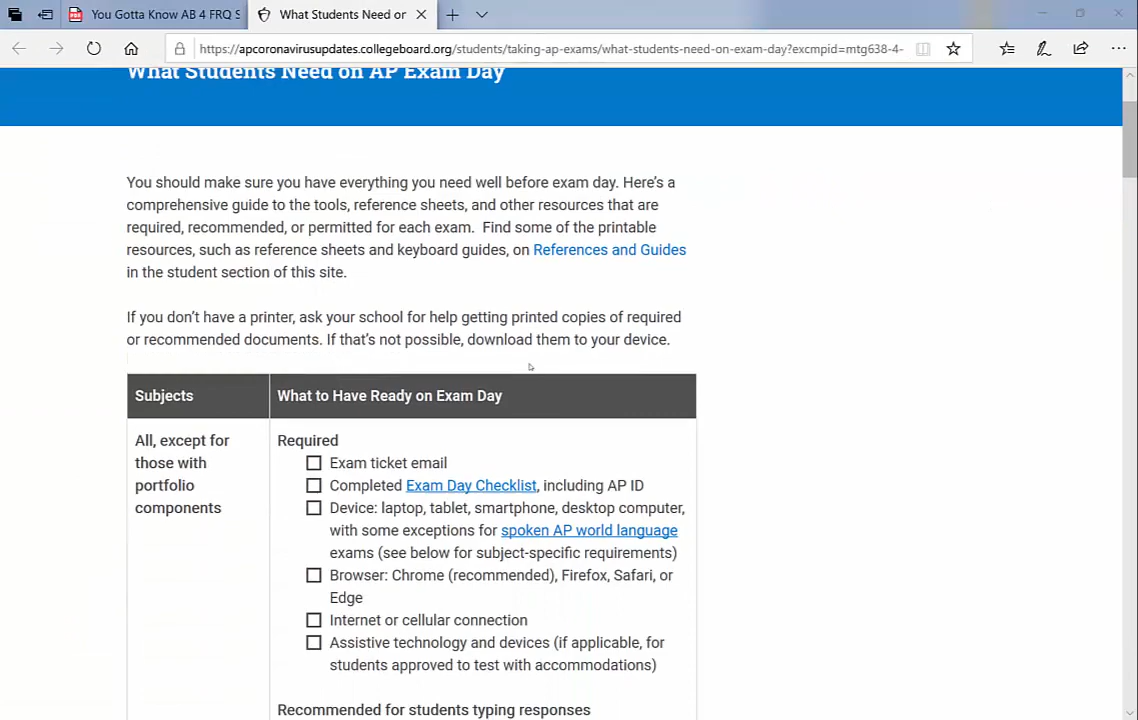 You Gotta Know AB 4 FRQ S
What Students Need or
https://apcoronavirusupdates.collegeboard.org/students/taking-ap-exams/what-students-need-on-exam-day?excmpid=mtg638-4-
What Students Need on AP Exam Day
You should make sure you have everything you need well before exam day. Here's a
comprehensive guide to the tools, reference sheets, and other resources that are
required, recommended, or permitted for each exam. Find some of the printable
resources, such as reference sheets and keyboard guides, on References and Guides
in the student section of this site.
If you don't have a printer, ask your school for help getting printed copies of required
or recommended documents. If that's not possible, download them to your device.
Subjects
What to Have Ready on Exam Day
All, except for
those with
portfolio
components
Required
Exam ticket email
Completed Exam Day Checklist, including AP ID
Device: laptop, tablet, smartphone, desktop computer,
with some exceptions for spoken AP world language
exams (see below for subject-specific requirements)
Browser: Chrome (recommended), Firefox, Safari, or
Edge
Internet or cellular connection
Assistive technology and devices (if applicable, for
students approved to test with accommodations)
Recommended for students typing responses